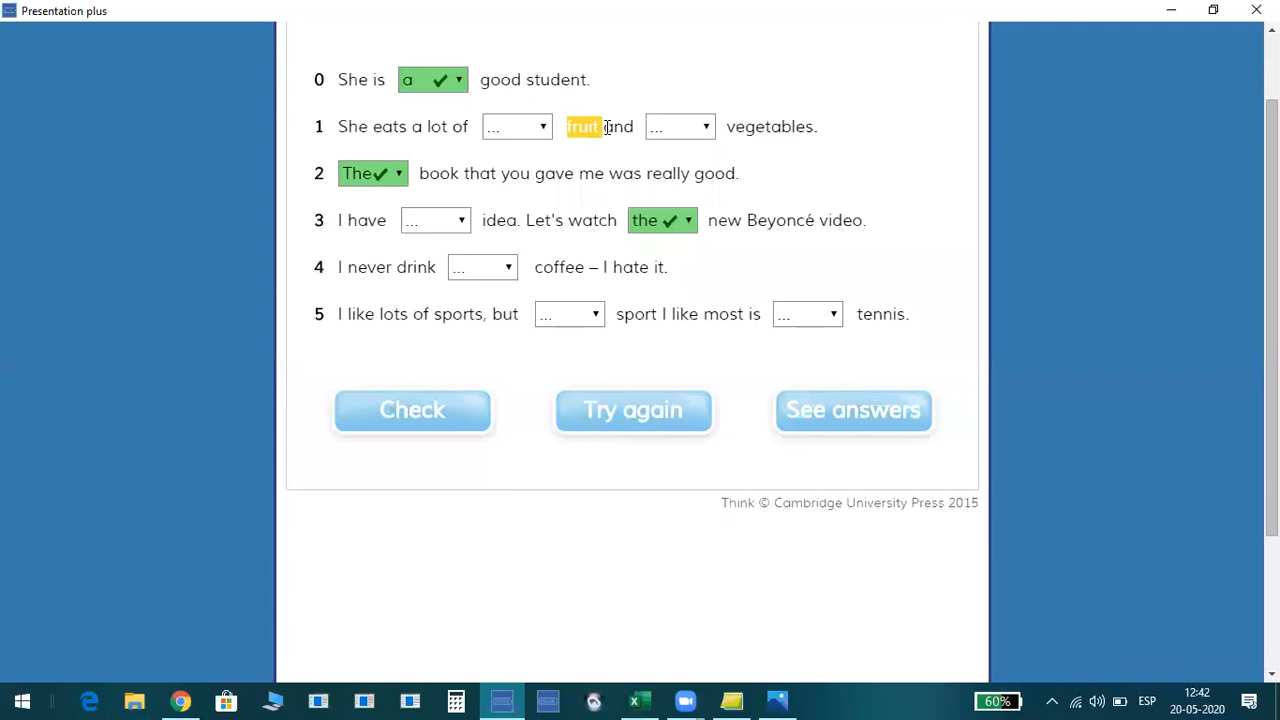 Presentation plus
0 She is a ✔ good student.
1 She eats a lot of ... fruit and ... vegetables.
2 The ✔ book that you gave me was really good.
3 I have ... idea. Let's watch the ✔ new Beyoncé video.
4 I never drink ... coffee – I hate it.
5 I like lots of sports, but ... sport I like most is ... tennis.
Check Try again See answers
Think © Cambridge University Press 2015
60% ESP 12:42
20-05-2020